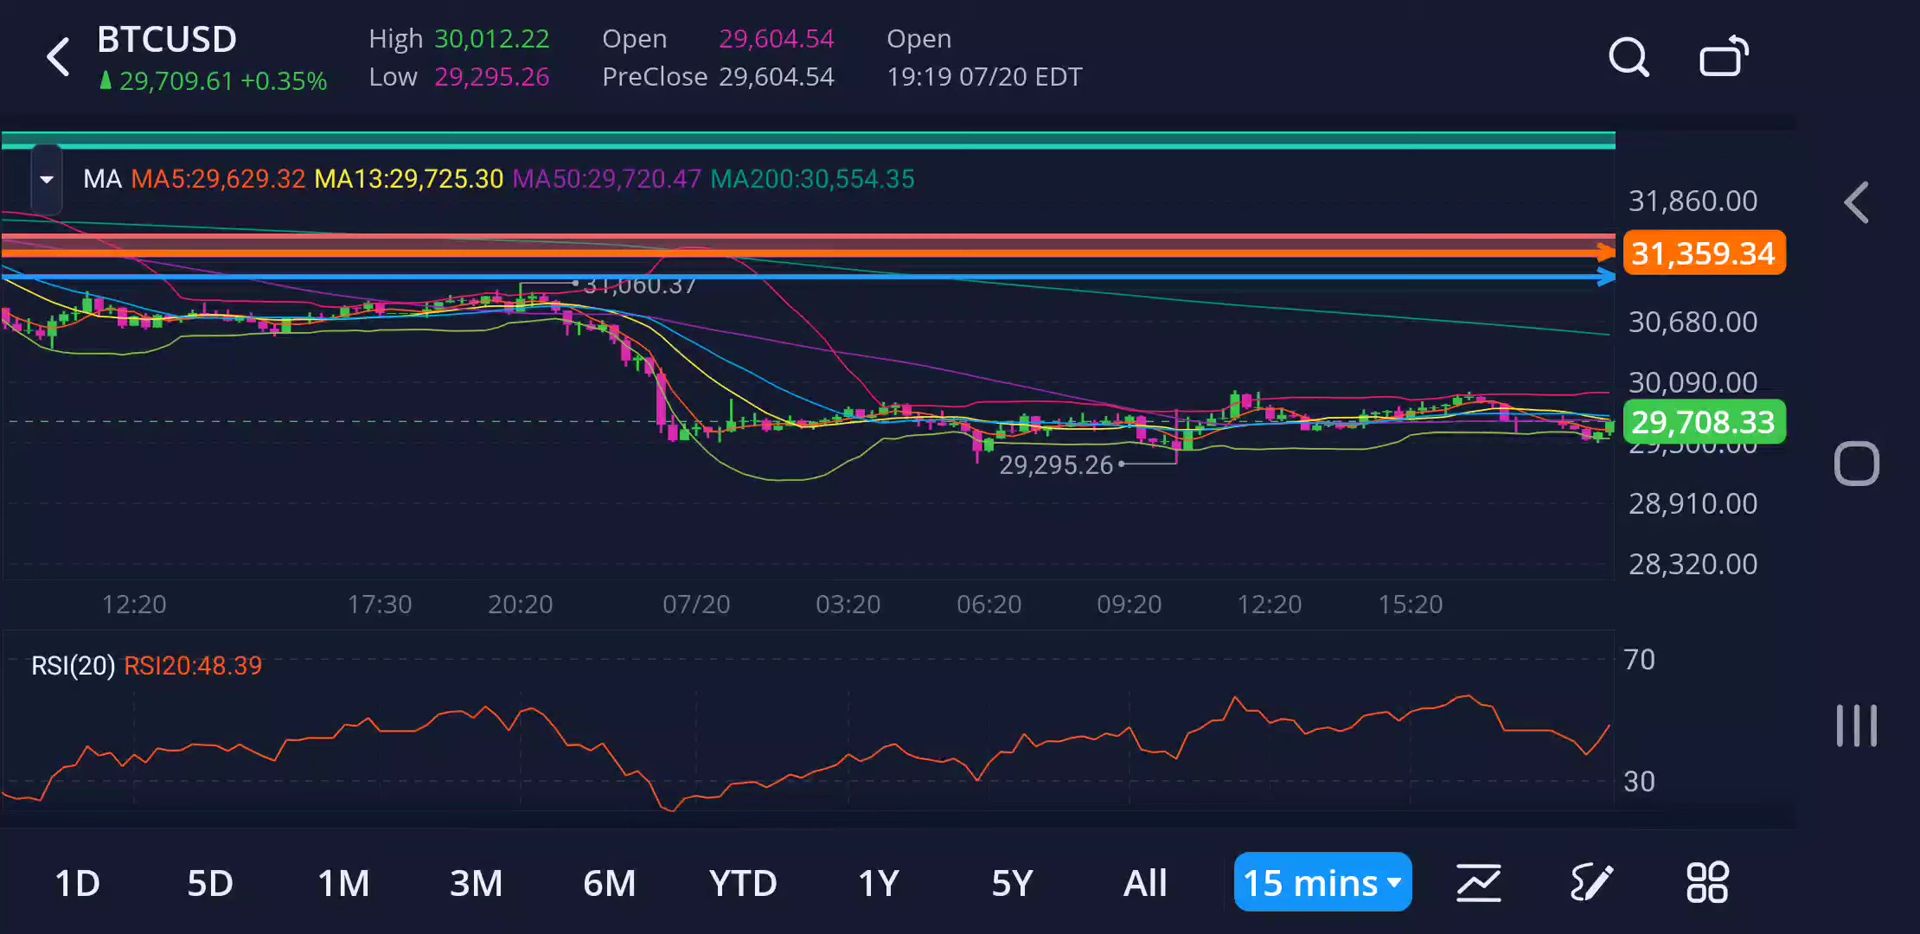 BTCUSD
29,709.61 +0.35%
High 30,012.22
Low 29,295.26
Open 29,604.54
PreClose 29,604.54
Open
19:19 07/20 EDT
MA MA5:29,629.32 MA13:29,725.30 MA50:29,720.47 MA200:30,554.35
31,860.00
31,359.34
31,060.37
30,680.00
30,090.00
29,708.33
29,500.00
29,295.26
28,910.00
28,320.00
12:20 17:30 20:20 07/20 03:20 06:20 09:20 12:20 15:20
RSI(20) RSI20:48.39
70
30
1D 5D 1M 3M 6M YTD 1Y 5Y All 15 mins